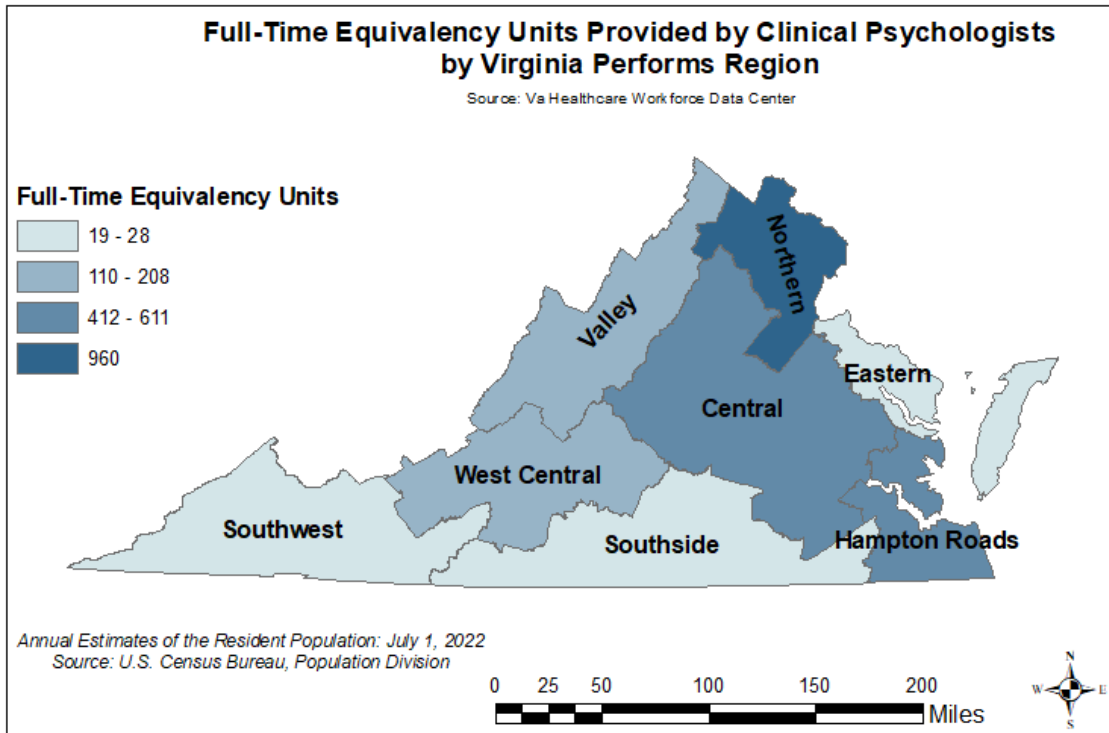 Full-Time Equivalency Units Provided by Clinical Psychologists
by Virginia Performs Region
Source: Va Healthcare Workforce Data Center
Full-Time Equivalency Units
19 - 28
110 - 208
412 - 611
960
Northern
Valley
Eastern
Central
West Central
Southwest
Southside
Hampton Roads
Annual Estimates of the Resident Population: July 1, 2022
Source: U.S. Census Bureau, Population Division
0 25 50 100 150 200
Miles
N
W E
S